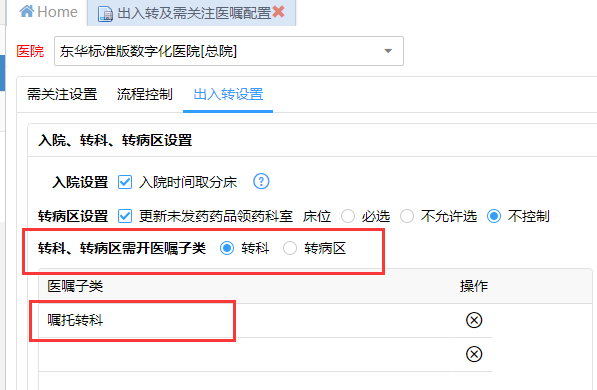 Home 出入转及需关注医嘱配置
医院 东华标准版数字化医院[总院]
需关注设置 流程控制 出入转设置
入院、转科、转病区设置
入院设置 入院时间取分床 ?
转病区设置 更新未发药药品领药科室 床位 必选 不允许选 不控制
转科、转病区需开医嘱子类 转科 转病区
医嘱子类 操作
嘱托转科